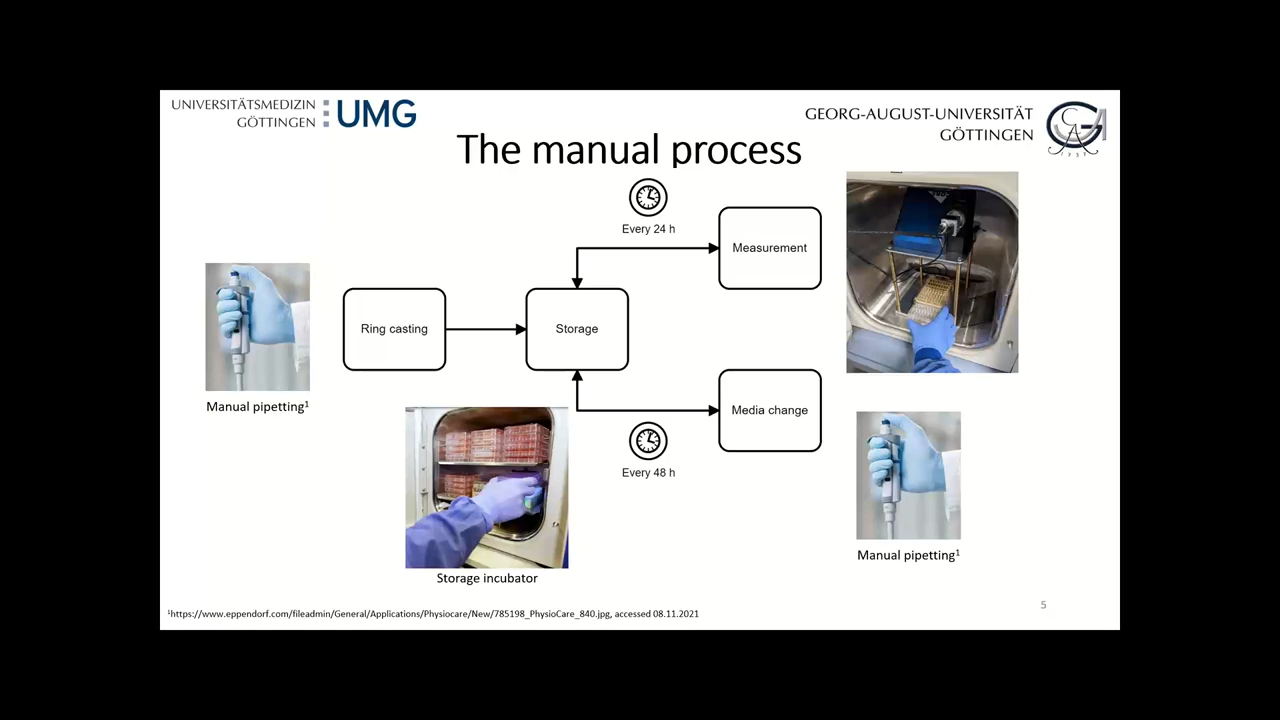 UNIVERSITÄTSMEDIZIN
GÖTTINGEN
UMG
GEORG-AUGUST-UNIVERSITÄT
GÖTTINGEN
The manual process
Every 24 h
Measurement
Ring casting
Storage
Manual pipetting¹
Media change
Every 48 h
Manual pipetting¹
Storage incubator
5
¹https://www.eppendorf.com/fileadmin/General/Applications/Physiocare/New/785198_PhysioCare_840.jpg, accessed 08.11.2021